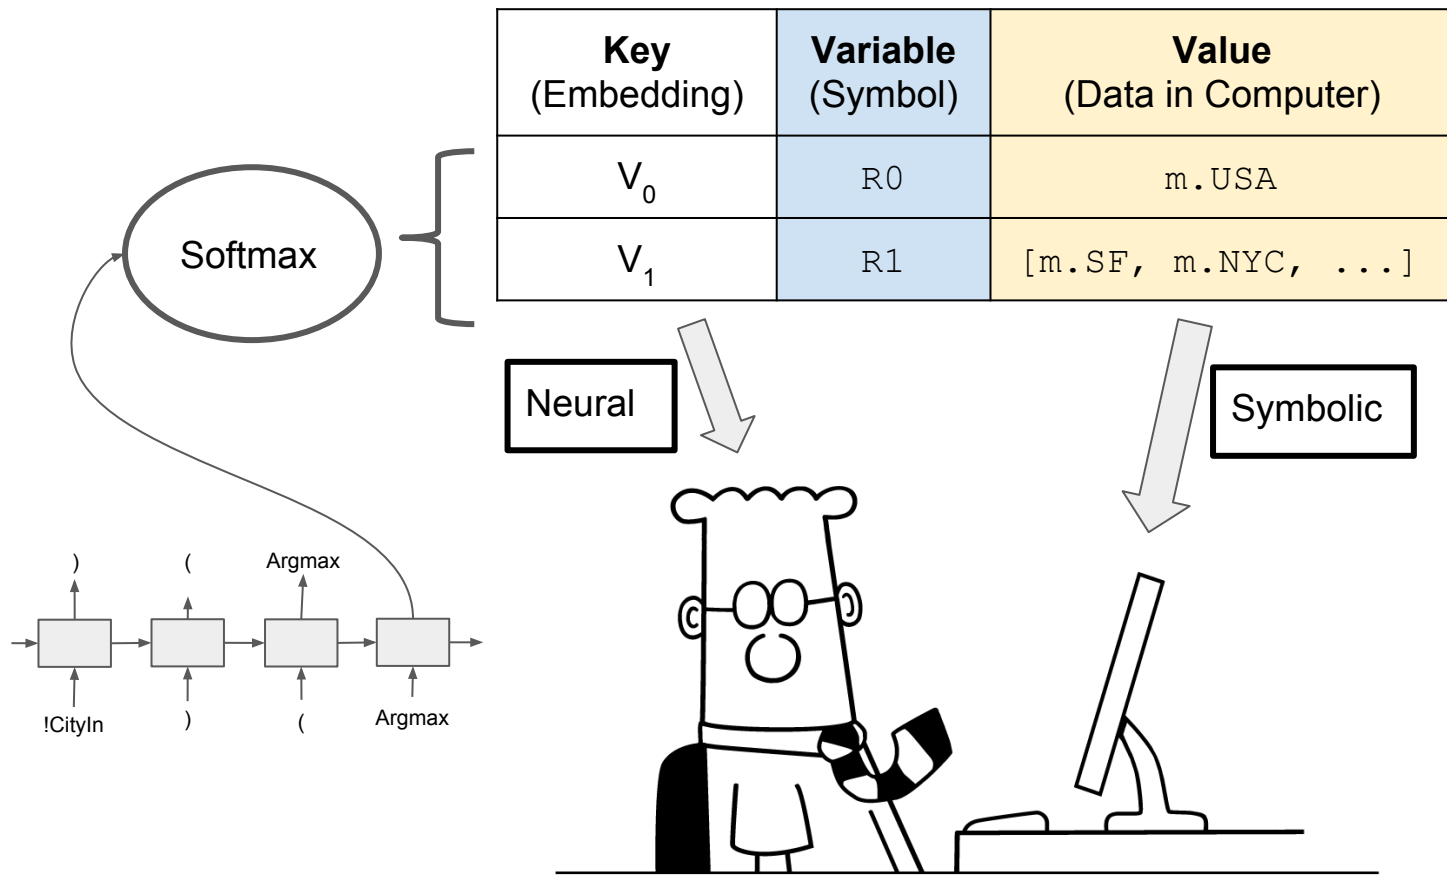 Key Variable Value
(Embedding) (Symbol) (Data in Computer)
V0 R0 m.USA
V1 R1 [m.SF, m.NYC, ...]
Softmax
Neural
Symbolic
) ( Argmax
!CityIn ) ( Argmax